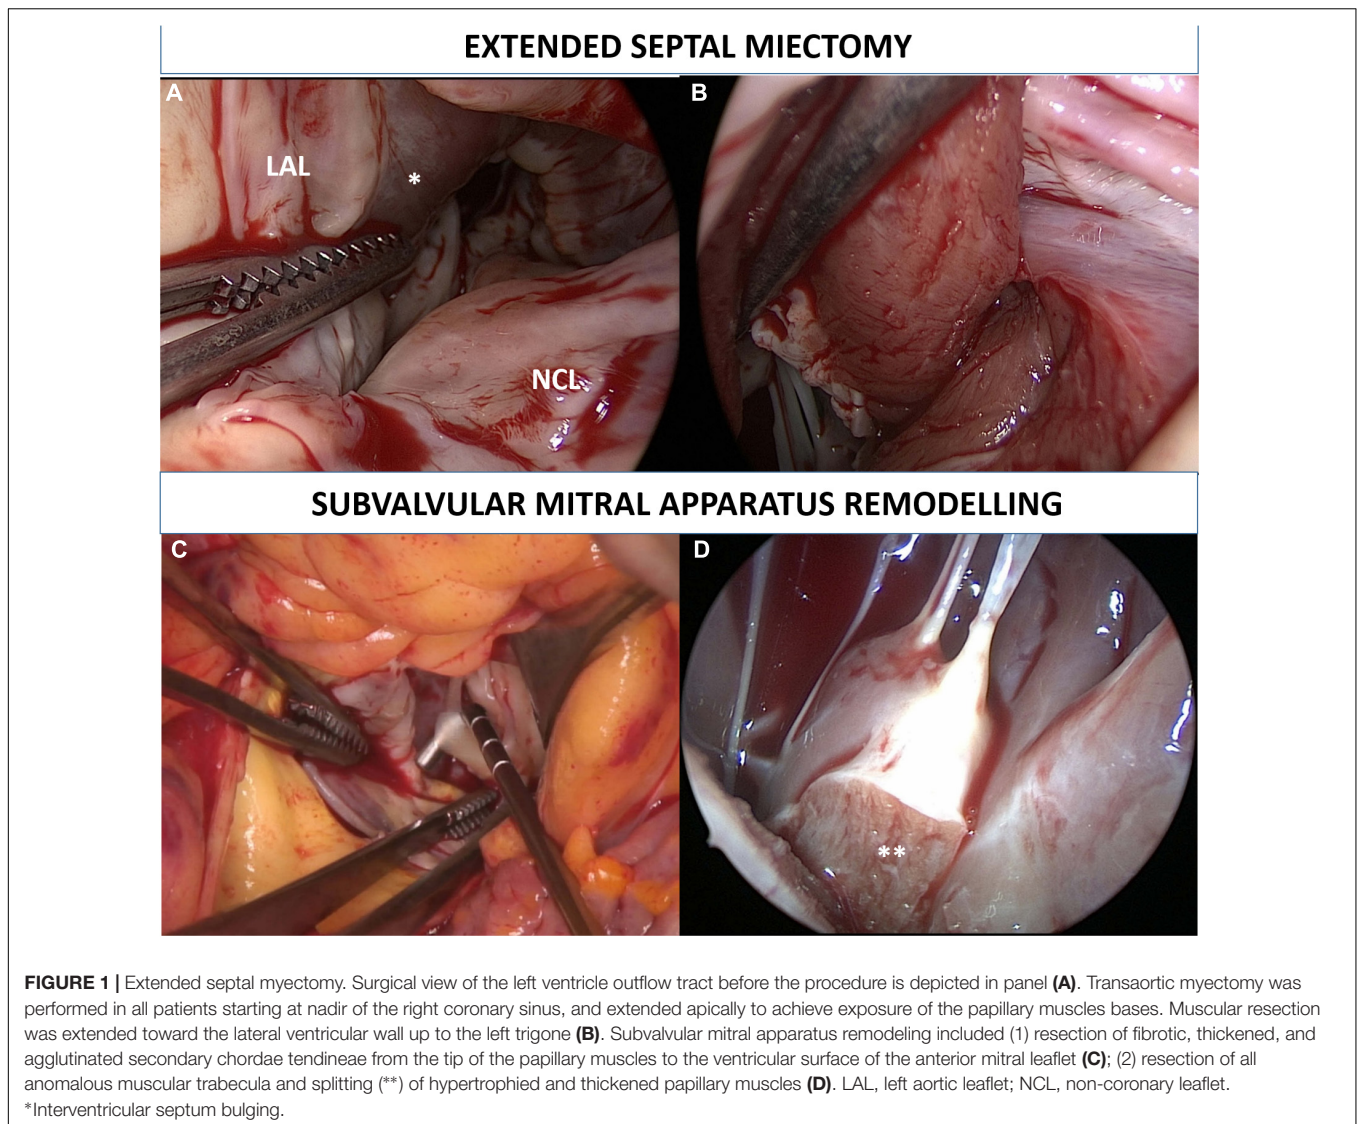 EXTENDED SEPTAL MIECTOMY
A
B
LAL
*
NCL
SUBVALVULAR MITRAL APPARATUS REMODELLING
C
D
**
FIGURE 1 | Extended septal myectomy. Surgical view of the left ventricle outflow tract before the procedure is depicted in panel (A). Transaortic myectomy was
performed in all patients starting at nadir of the right coronary sinus, and extended apically to achieve exposure of the papillary muscles bases. Muscular resection
was extended toward the lateral ventricular wall up to the left trigone (B). Subvalvular mitral apparatus remodeling included (1) resection of fibrotic, thickened, and
agglutinated secondary chordae tendineae from the tip of the papillary muscles to the ventricular surface of the anterior mitral leaflet (C); (2) resection of all
anomalous muscular trabecula and splitting (**) of hypertrophied and thickened papillary muscles (D). LAL, left aortic leaflet; NCL, non-coronary leaflet.
*Interventricular septum bulging.